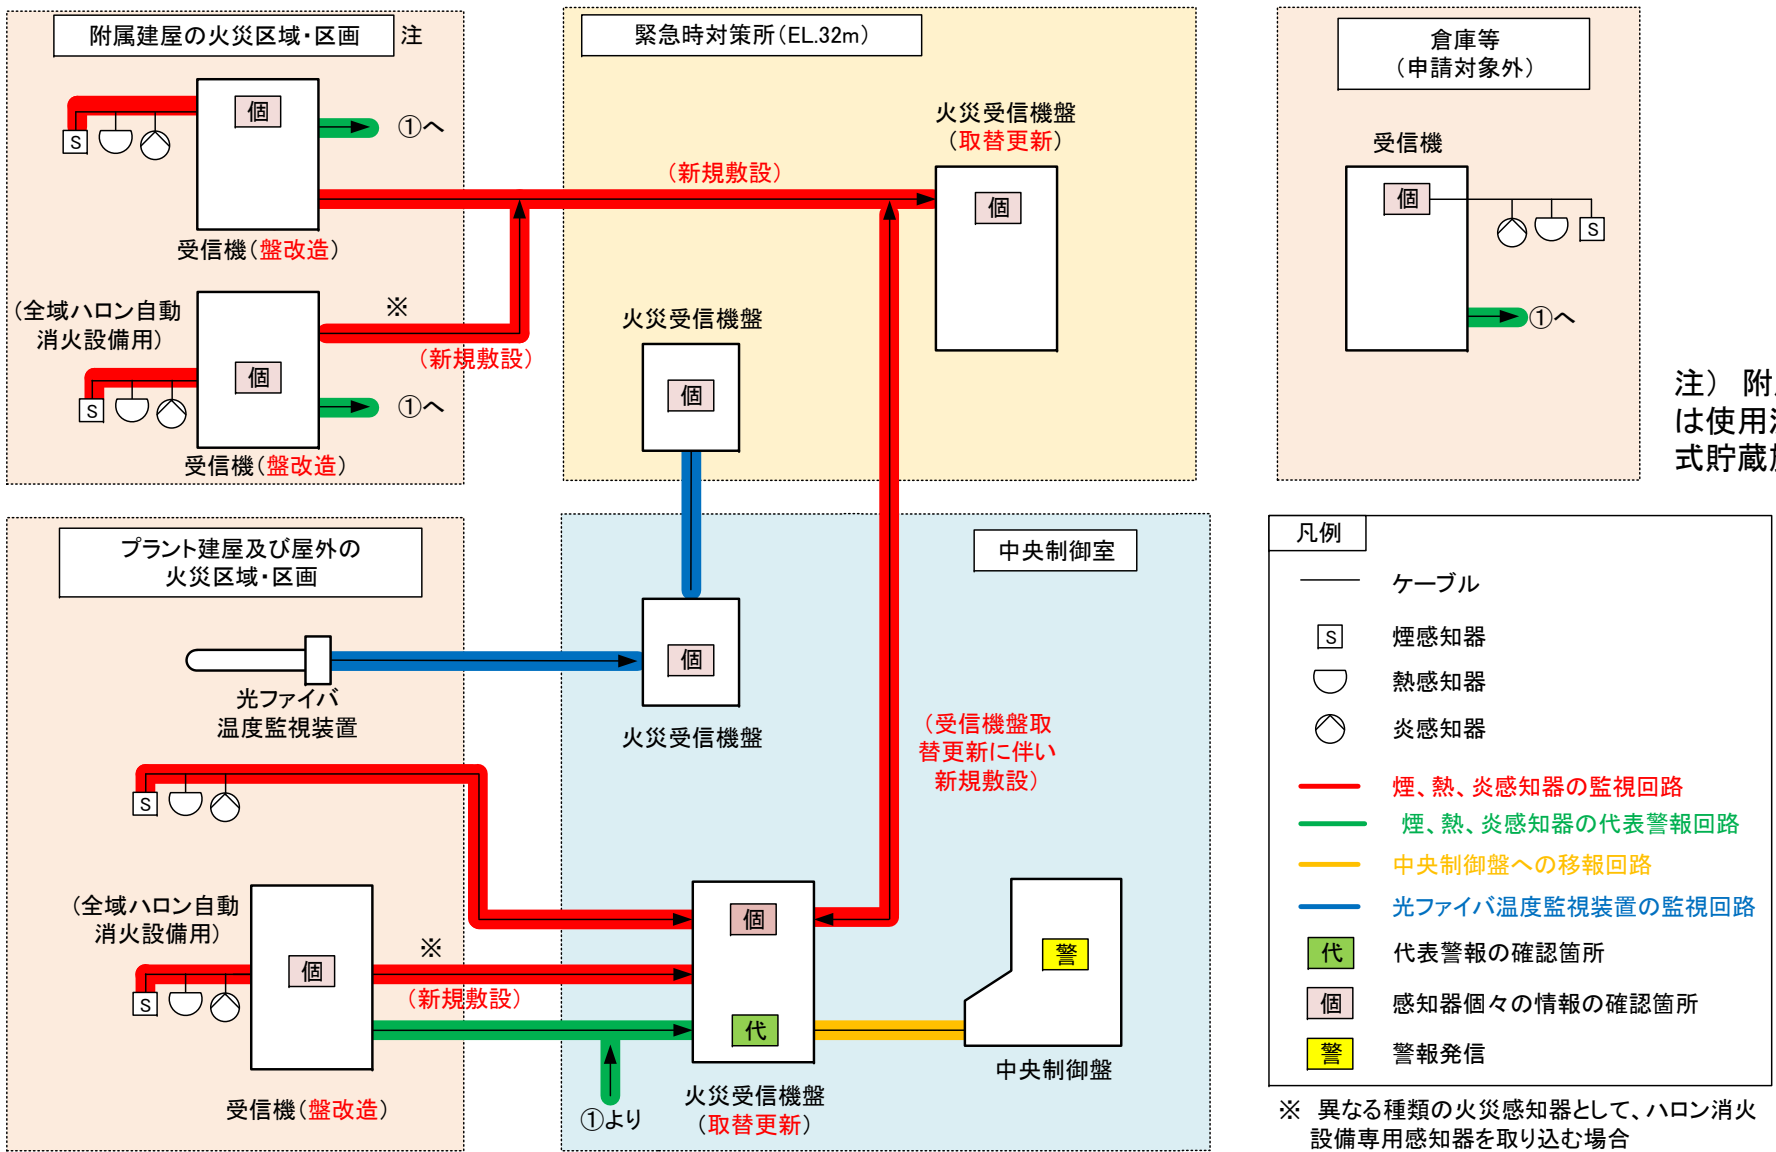 附属建屋の火災区域・区画 注
個
S
①へ
受信機(盤改造)
(全域ハロン自動
消火設備用)
※
(新規敷設)
個
S
①へ
受信機(盤改造)
緊急時対策所(EL.32m)
(新規敷設)
火災受信機盤
(取替更新)
個
火災受信機盤
個
倉庫等
(申請対象外)
受信機
個
S
①へ
注) 附
は使用
式貯蔵
プラント建屋及び屋外の
火災区域・区画
光ファイバ
温度監視装置
S
(全域ハロン自動
消火設備用)
S
個
※
(新規敷設)
受信機(盤改造)
中央制御室
個
火災受信機盤
(受信機盤取
替更新に伴い
新規敷設)
個
代
①より
火災受信機盤
(取替更新)
警
中央制御盤
凡例
ケーブル
S 煙感知器
熱感知器
炎感知器
煙、熱、炎感知器の監視回路
煙、熱、炎感知器の代表警報回路
中央制御盤への移報回路
光ファイバ温度監視装置の監視回路
代 代表警報の確認箇所
個 感知器個々の情報の確認箇所
警 警報発信
※ 異なる種類の火災感知器として、ハロン消火
設備専用感知器を取り込む場合